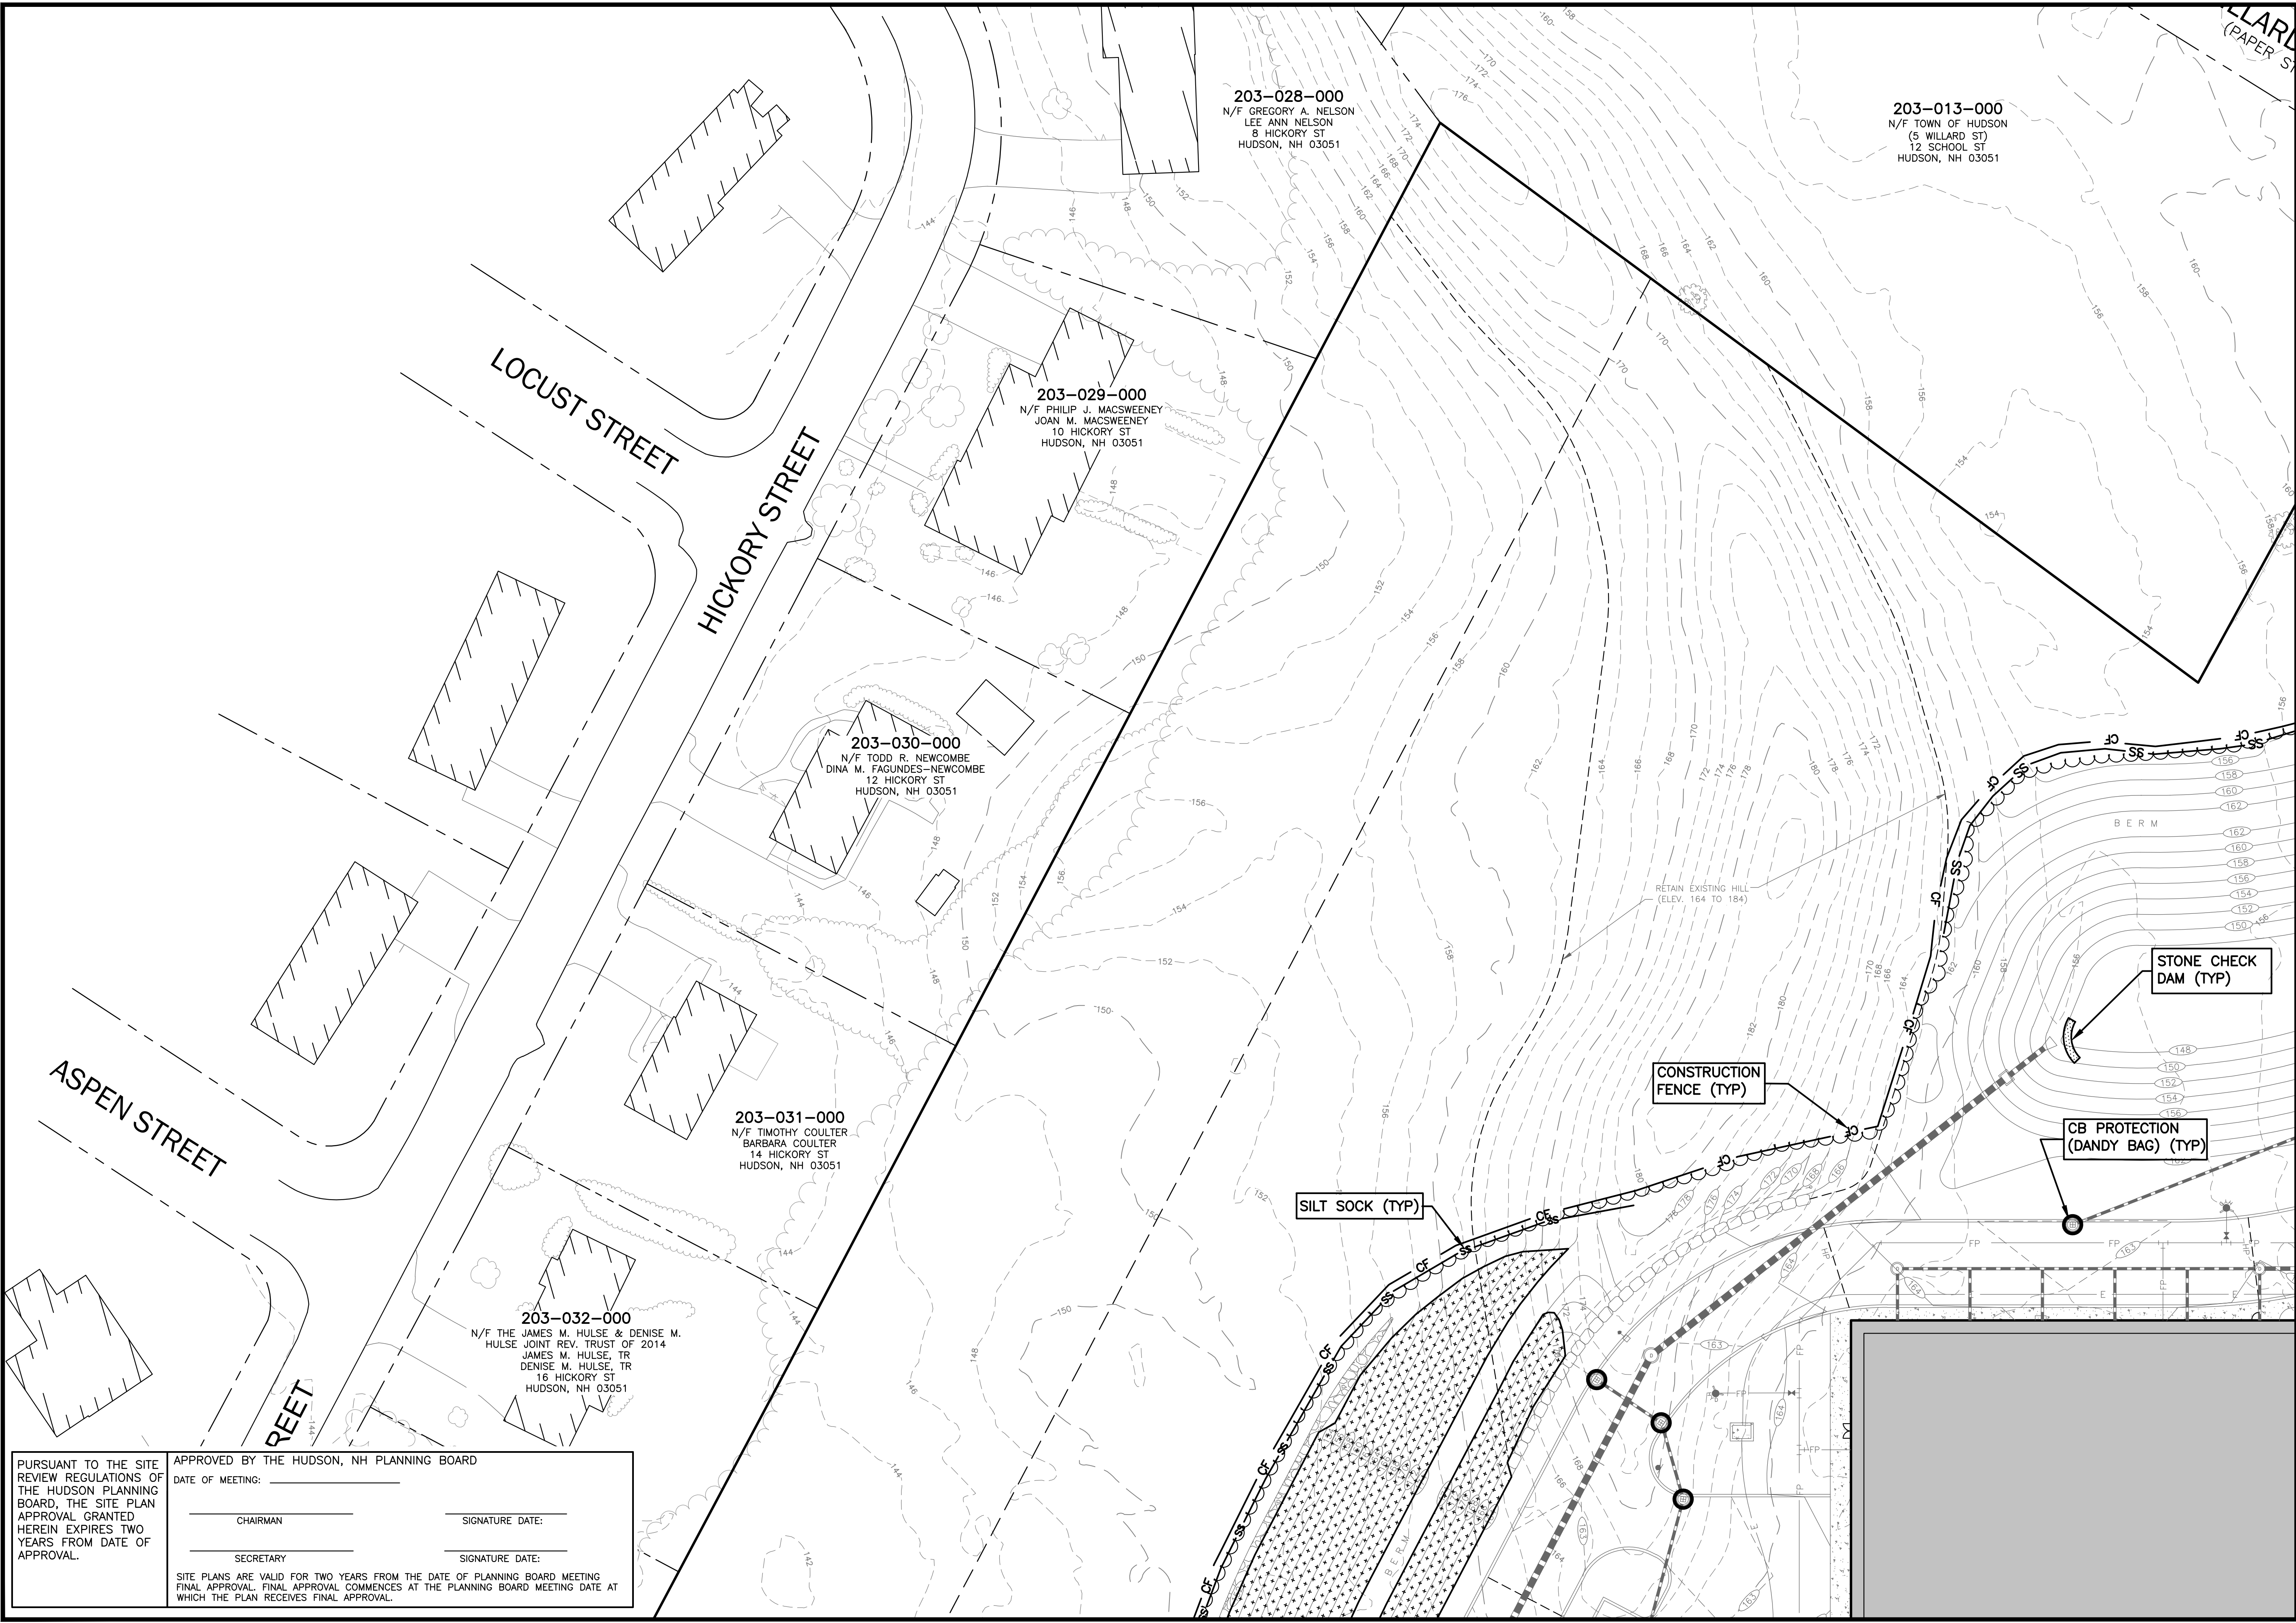 LLARD
(PAPER ST
203-028-000
N/F GREGORY A. NELSON
LEE ANN NELSON
8 HICKORY ST
HUDSON, NH 03051
203-013-000
N/F TOWN OF HUDSON
(5 WILLARD ST)
12 SCHOOL ST
HUDSON, NH 03051
LOCUST STREET
HICKORY STREET
203-029-000
N/F PHILIP J. MACSWEENEY
JOAN M. MACSWEENEY
10 HICKORY ST
HUDSON, NH 03051
203-030-000
N/F TODD R. NEWCOMBE
DINA M. FAGUNDES-NEWCOMBE
12 HICKORY ST
HUDSON, NH 03051
BERM
RETAIN EXISTING HILL
(ELEV. 164 TO 184)
STONE CHECK
DAM (TYP)
CONSTRUCTION
FENCE (TYP)
CB PROTECTION
(DANDY BAG) (TYP)
SILT SOCK (TYP)
ASPEN STREET
203-031-000
N/F TIMOTHY COULTER
BARBARA COULTER
14 HICKORY ST
HUDSON, NH 03051
203-032-000
N/F THE JAMES M. HULSE & DENISE M.
HULSE JOINT REV. TRUST OF 2014
JAMES M. HULSE, TR
DENISE M. HULSE, TR
16 HICKORY ST
HUDSON, NH 03051
REET
BERM
PURSUANT TO THE SITE
REVIEW REGULATIONS OF
THE HUDSON PLANNING
BOARD, THE SITE PLAN
APPROVAL GRANTED
HEREIN EXPIRES TWO
YEARS FROM DATE OF
APPROVAL.
APPROVED BY THE HUDSON, NH PLANNING BOARD
DATE OF MEETING:
CHAIRMAN
SIGNATURE DATE:
SECRETARY
SIGNATURE DATE:
SITE PLANS ARE VALID FOR TWO YEARS FROM THE DATE OF PLANNING BOARD MEETING
FINAL APPROVAL. FINAL APPROVAL COMMENCES AT THE PLANNING BOARD MEETING DATE AT
WHICH THE PLAN RECEIVES FINAL APPROVAL.